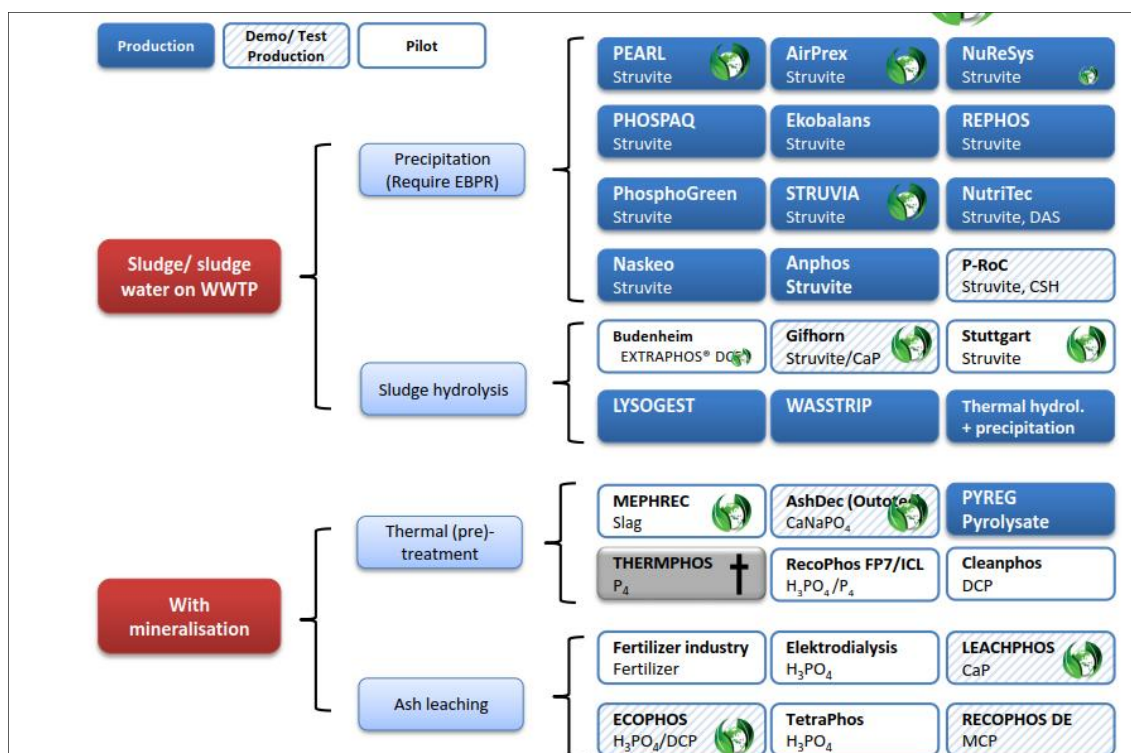 Production
Demo/ Test
Production
Pilot
PEARL
Struvite
AirPrex
Struvite
NuReSys
Struvite
PHOSPAQ
Struvite
Ekobalans
Struvite
REPHOS
Struvite
Precipitation
(Require EBPR)
PhosphoGreen
Struvite
STRUVIA
Struvite
NutriTec
Struvite, DAS
Naskeo
Struvite
Anphos
Struvite
P-RoC
Struvite, CSH
Sludge/ sludge
water on WWTP
Budenheim
EXTRAPHOS® DCP
Gifhorn
Struvite/CaP
Stuttgart
Struvite
Sludge hydrolysis
LYSOGEST
WASSTRIP
Thermal hydrol.
+ precipitation
MEPHREC
Slag
AshDec (Outotec)
CaNaPO₄
PYREG
Pyrolysate
Thermal (pre)-
treatment
THERMPHOS
P₄
RecoPhos FP7/ICL
H₃PO₄/P₄
Cleanphos
DCP
With
mineralisation
Fertilizer industry
Fertilizer
Elektrodialysis
H₃PO₄
LEACHPHOS
CaP
Ash leaching
ECOPHOS
H₃PO₄/DCP
TetraPhos
H₃PO₄
RECOPHOS DE
MCP